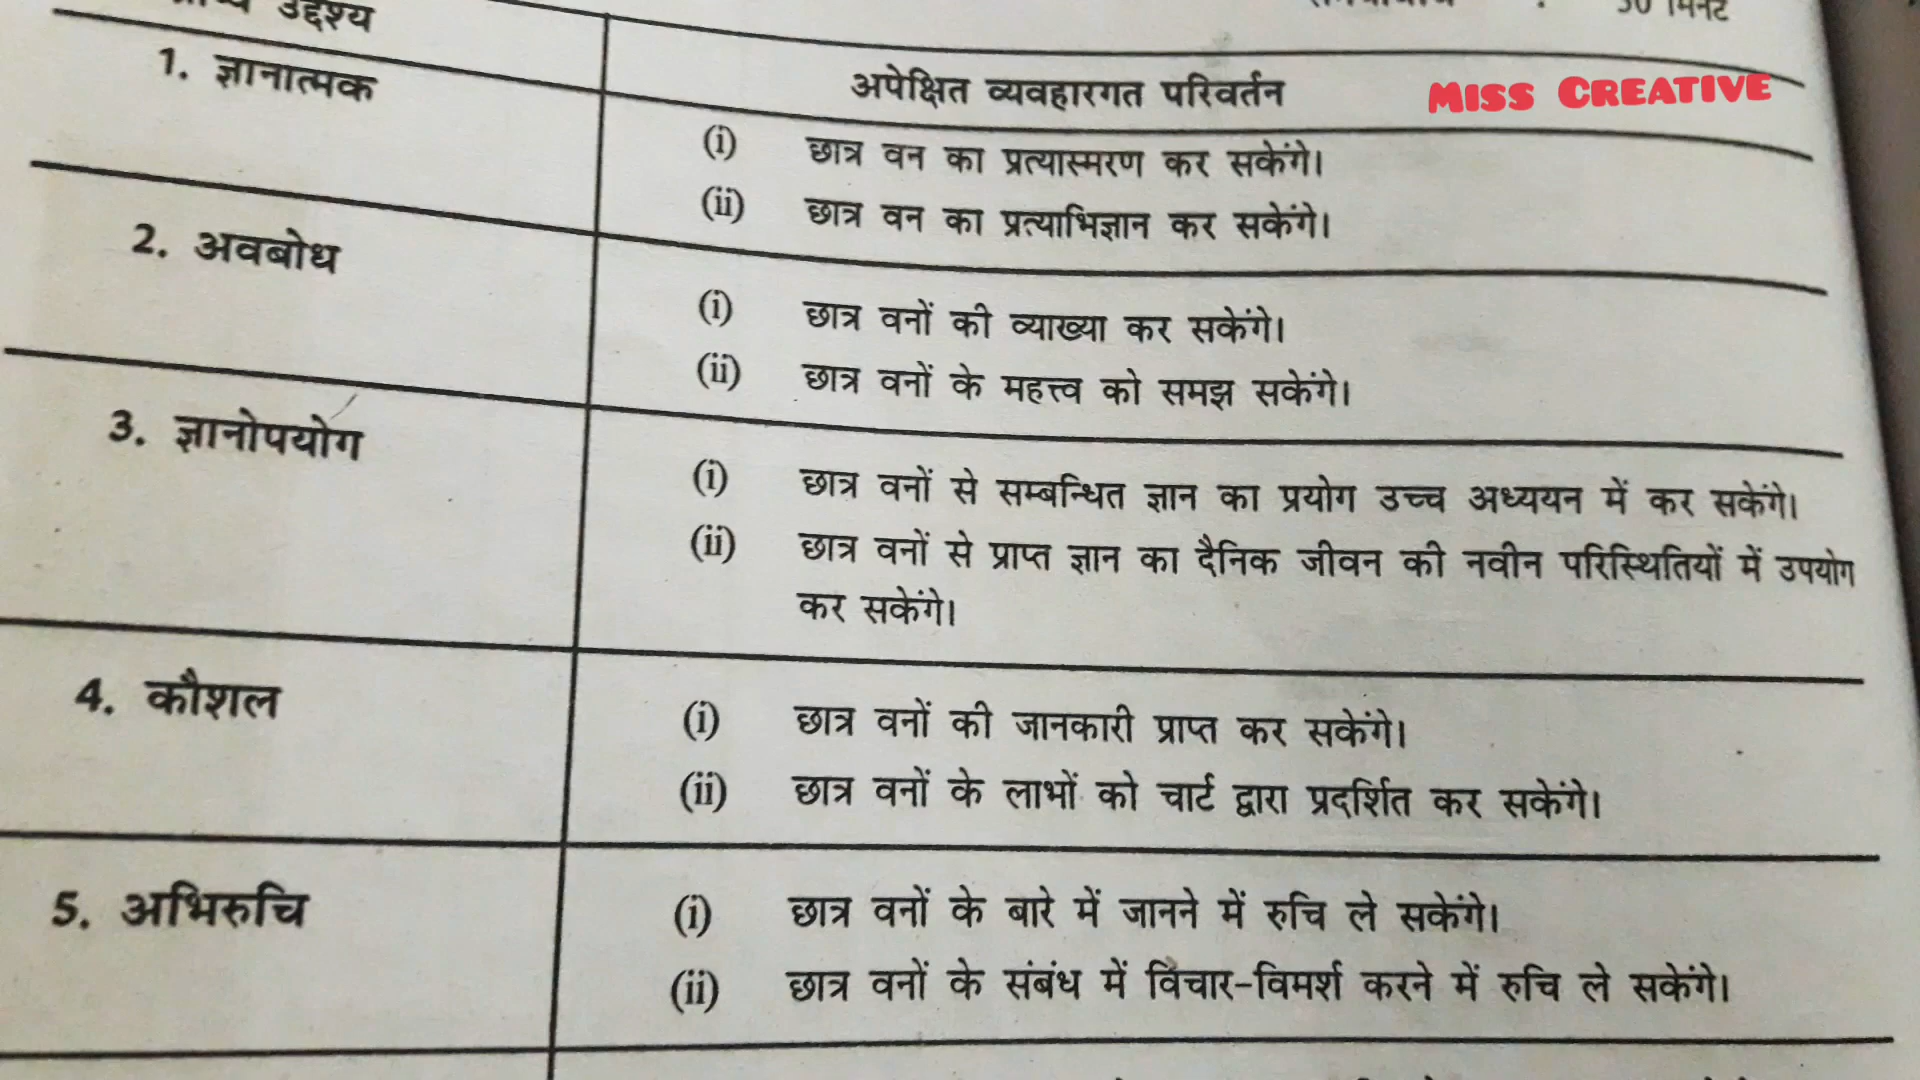 उद्देश्य
30 मिनट
अपेक्षित व्यवहारगत परिवर्तन
MISS CREATIVE
1. ज्ञानात्मक
(i) छात्र वन का प्रत्यास्मरण कर सकेंगे।
(ii) छात्र वन का प्रत्याभिज्ञान कर सकेंगे।
2. अवबोध
(i) छात्र वनों की व्याख्या कर सकेंगे।
(ii) छात्र वनों के महत्त्व को समझ सकेंगे।
3. ज्ञानोपयोग
(i) छात्र वनों से सम्बन्धित ज्ञान का प्रयोग उच्च अध्ययन में कर सकेंगे।
(ii) छात्र वनों से प्राप्त ज्ञान का दैनिक जीवन की नवीन परिस्थितियों में उपयोग
कर सकेंगे।
4. कौशल
(i) छात्र वनों की जानकारी प्राप्त कर सकेंगे।
(ii) छात्र वनों के लाभों को चार्ट द्वारा प्रदर्शित कर सकेंगे।
5. अभिरुचि
(i) छात्र वनों के बारे में जानने में रुचि ले सकेंगे।
(ii) छात्र वनों के संबंध में विचार-विमर्श करने में रुचि ले सकेंगे।